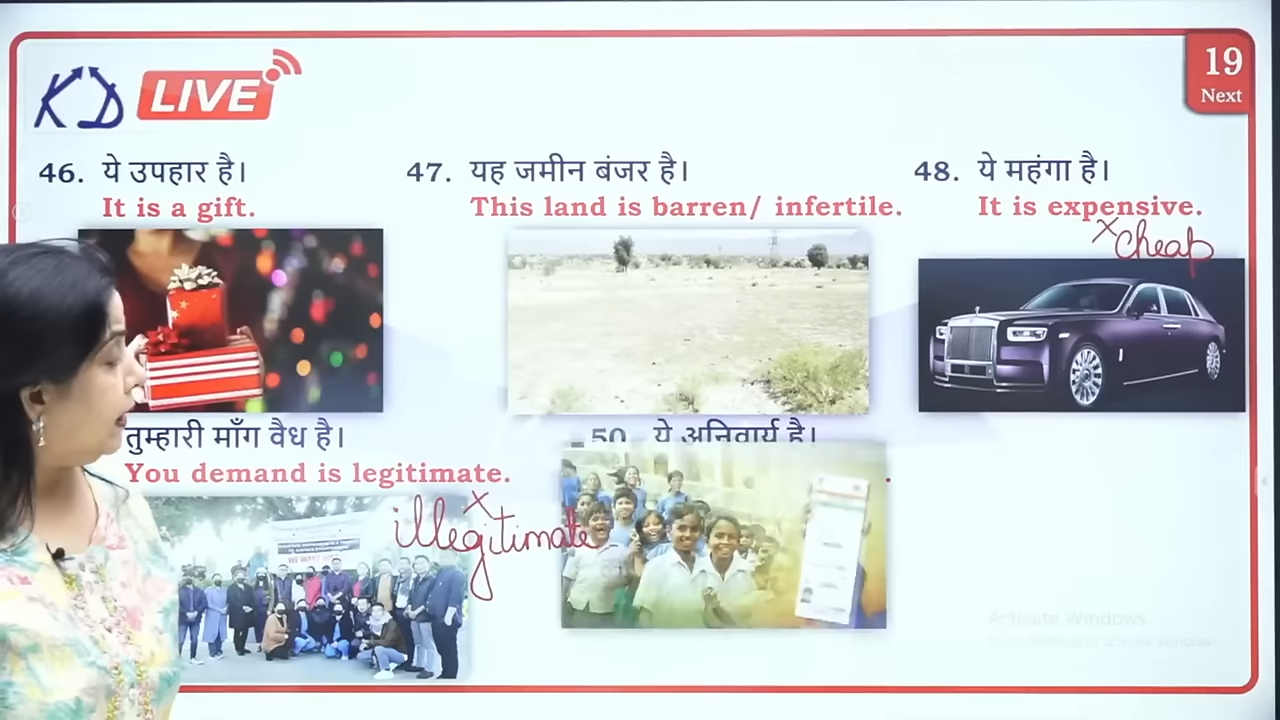 KD LIVE
19
Next
46. ये उपहार है।
It is a gift.
47. यह जमीन बंजर है।
This land is barren/ infertile.
48. ये महंगा है।
It is expensive.
x cheap
तुम्हारी माँग वैध है।
You demand is legitimate.
x illegitimate
50. ये अनिवार्य है।
Activate Windows